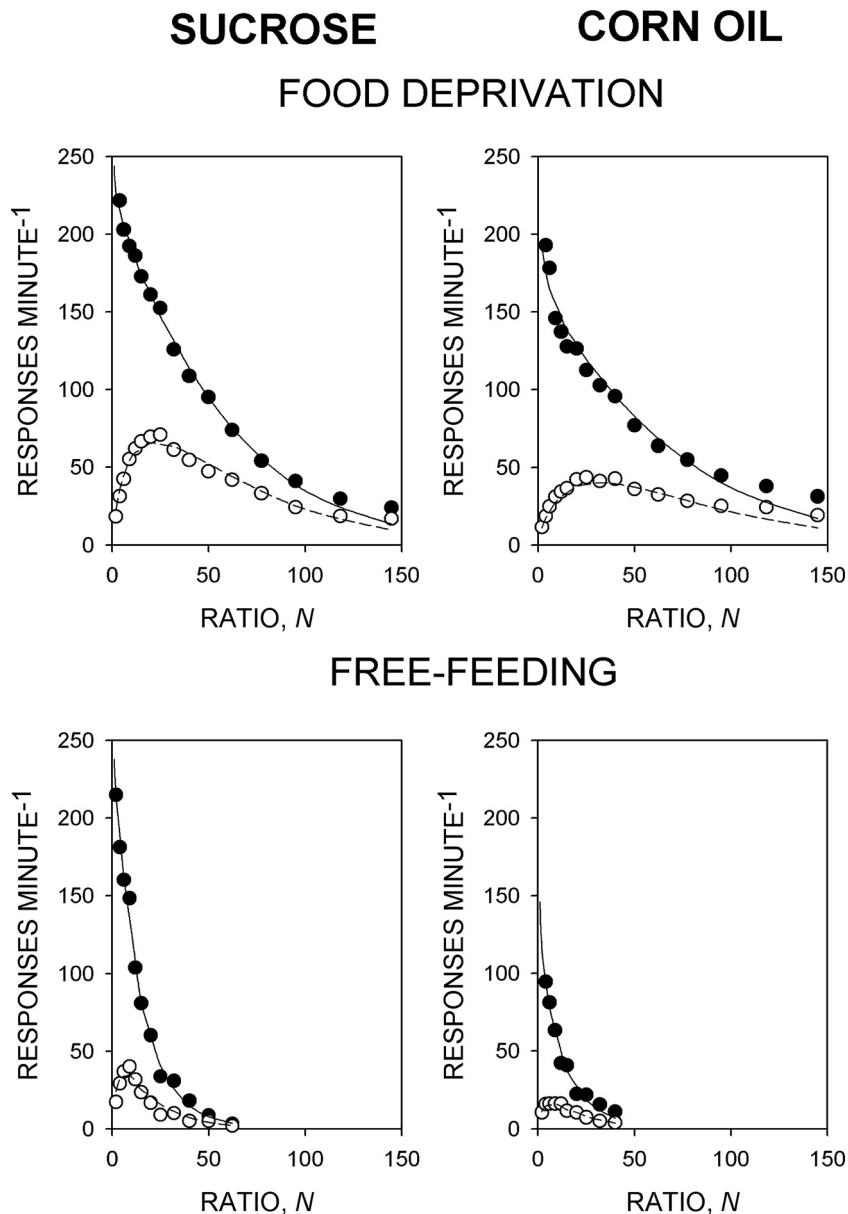 SUCROSE CORN OIL
FOOD DEPRIVATION
250 250
200 200
150 150
100 100
50 50
0 0
RESPONSES MINUTE-1 RESPONSES MINUTE-1
0 50 100 150 0 50 100 150
RATIO, N RATIO, N
FREE-FEEDING
250 250
200 200
150 150
100 100
50 50
0 0
RESPONSES MINUTE-1 RESPONSES MINUTE-1
0 50 100 150 0 50 100 150
RATIO, N RATIO, N